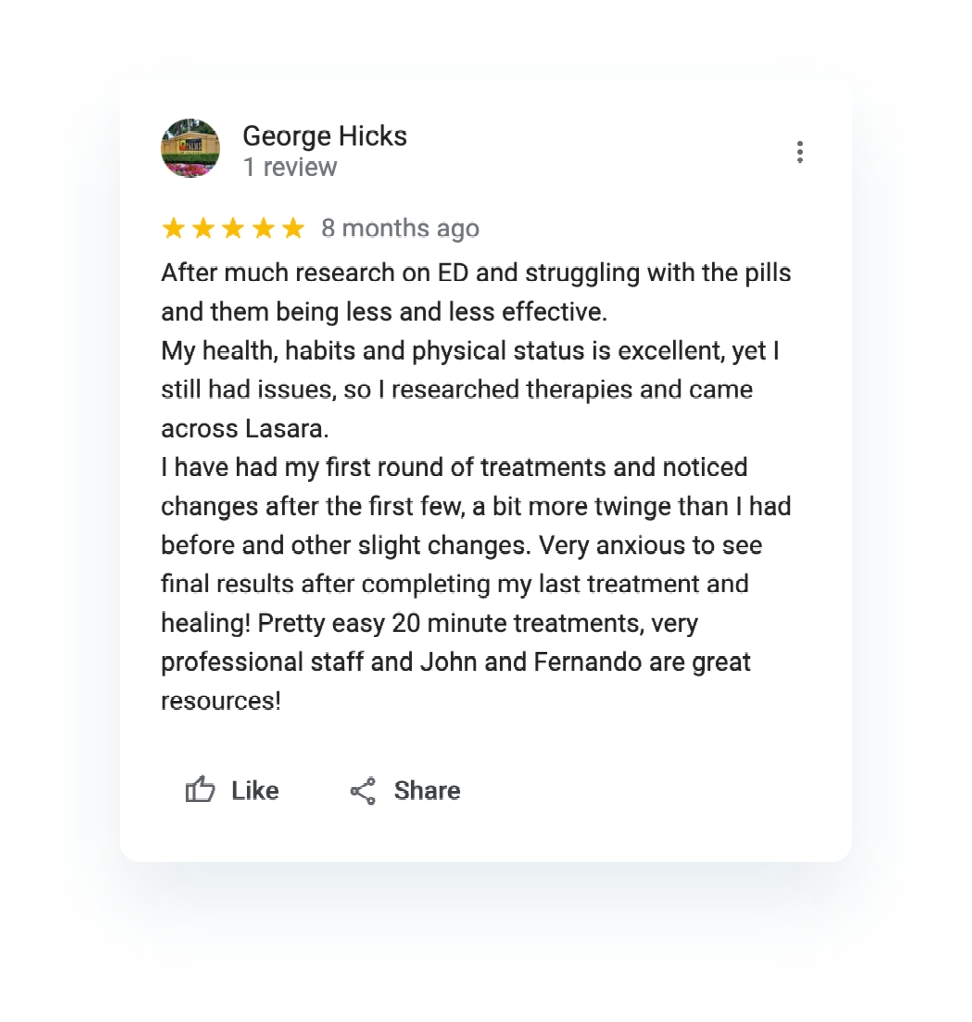 George Hicks
1 review
8 months ago
After much research on ED and struggling with the pills
and them being less and less effective.
My health, habits and physical status is excellent, yet I
still had issues, so I researched therapies and came
across Lasara.
I have had my first round of treatments and noticed
changes after the first few, a bit more twinge than I had
before and other slight changes. Very anxious to see
final results after completing my last treatment and
healing! Pretty easy 20 minute treatments, very
professional staff and John and Fernando are great
resources!
Like
Share